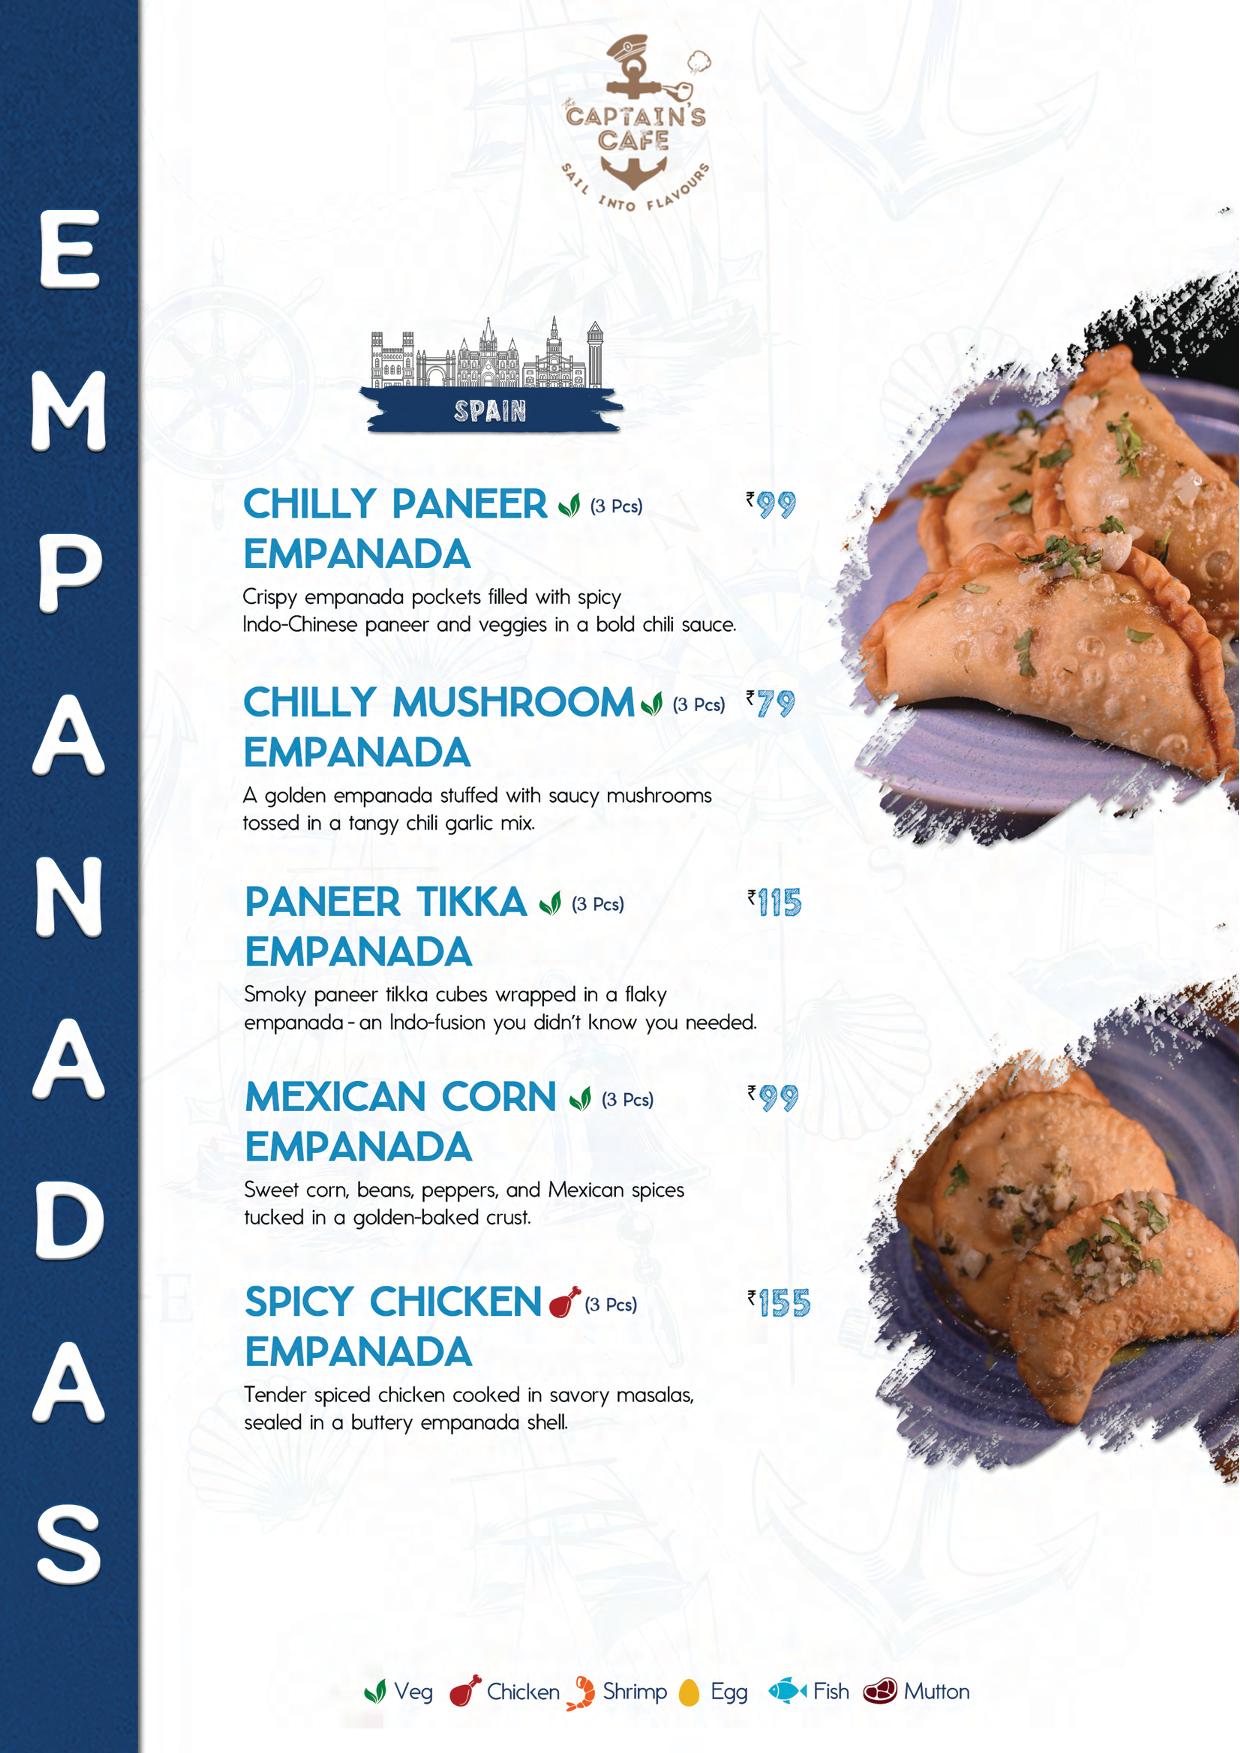 EMPANADAS
THE
CAPTAIN'S
CAFE
SAIL INTO FLAVOURS
SPAIN
CHILLY PANEER (3 Pcs) ₹99
EMPANADA
Crispy empanada pockets filled with spicy
Indo-Chinese paneer and veggies in a bold chili sauce.
CHILLY MUSHROOM (3 Pcs) ₹79
EMPANADA
A golden empanada stuffed with saucy mushrooms
tossed in a tangy chili garlic mix.
PANEER TIKKA (3 Pcs) ₹115
EMPANADA
Smoky paneer tikka cubes wrapped in a flaky
empanada - an Indo-fusion you didn't know you needed.
MEXICAN CORN (3 Pcs) ₹99
EMPANADA
Sweet corn, beans, peppers, and Mexican spices
tucked in a golden-baked crust.
SPICY CHICKEN (3 Pcs) ₹155
EMPANADA
Tender spiced chicken cooked in savory masalas,
sealed in a buttery empanada shell.
Veg Chicken Shrimp Egg Fish Mutton